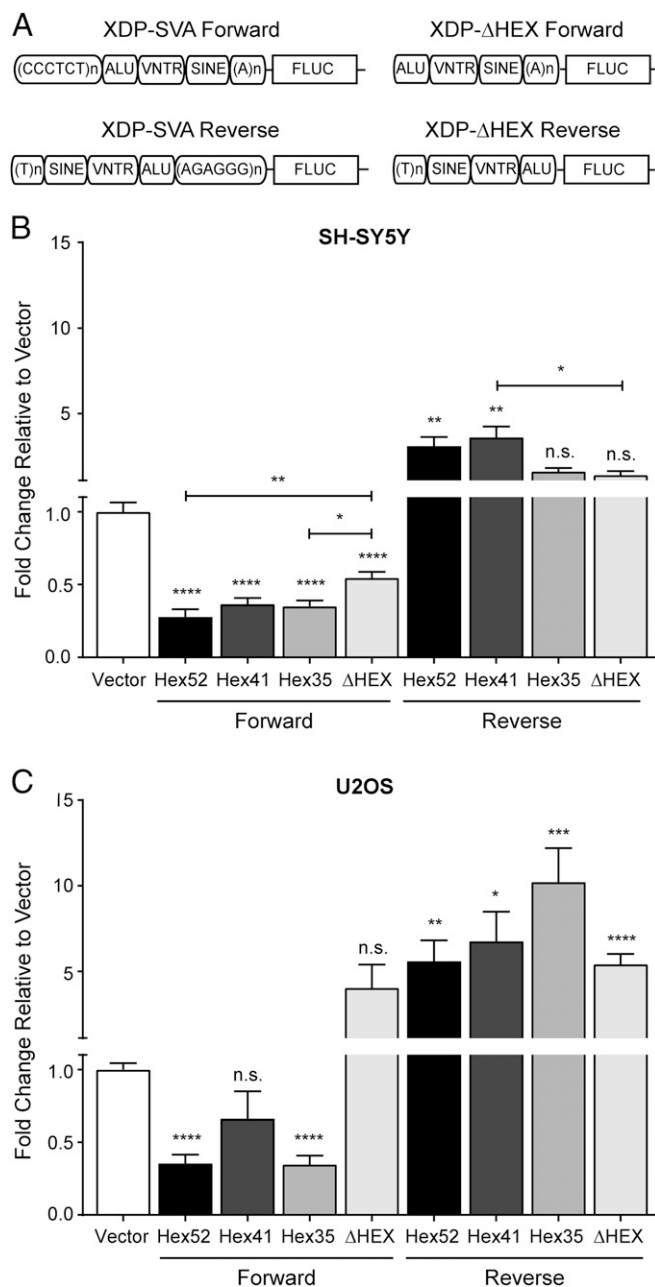 A
XDP-SVA Forward
XDP-ΔHEX Forward
(CCCTCT)n ALU VNTR SINE (A)n FLUC
ALU VNTR SINE (A)n FLUC
XDP-SVA Reverse
XDP-ΔHEX Reverse
(T)n SINE VNTR ALU (AGAGGG)n FLUC
(T)n SINE VNTR ALU FLUC
B
SH-SY5Y
Fold Change Relative to Vector
15
10
5
1.0
0.5
0.0
*
** ** n.s. n.s.
**
*
**** **** **** ****
Vector Hex52 Hex41 Hex35 ΔHEX Hex52 Hex41 Hex35 ΔHEX
Forward Reverse
C
U2OS
Fold Change Relative to Vector
15
10
5
1.0
0.5
0.0
***
n.s. ** * ****
**** n.s. ****
Vector Hex52 Hex41 Hex35 ΔHEX Hex52 Hex41 Hex35 ΔHEX
Forward Reverse